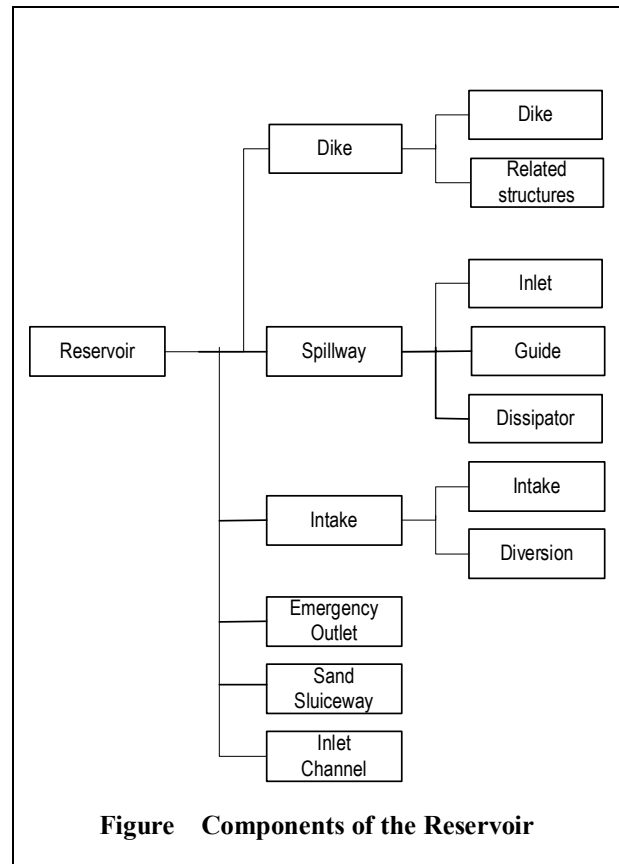 Reservoir
Dike
Dike
Related
structures
Spillway
Inlet
Guide
Dissipator
Intake
Intake
Diversion
Emergency
Outlet
Sand
Sluiceway
Inlet
Channel
Figure Components of the Reservoir